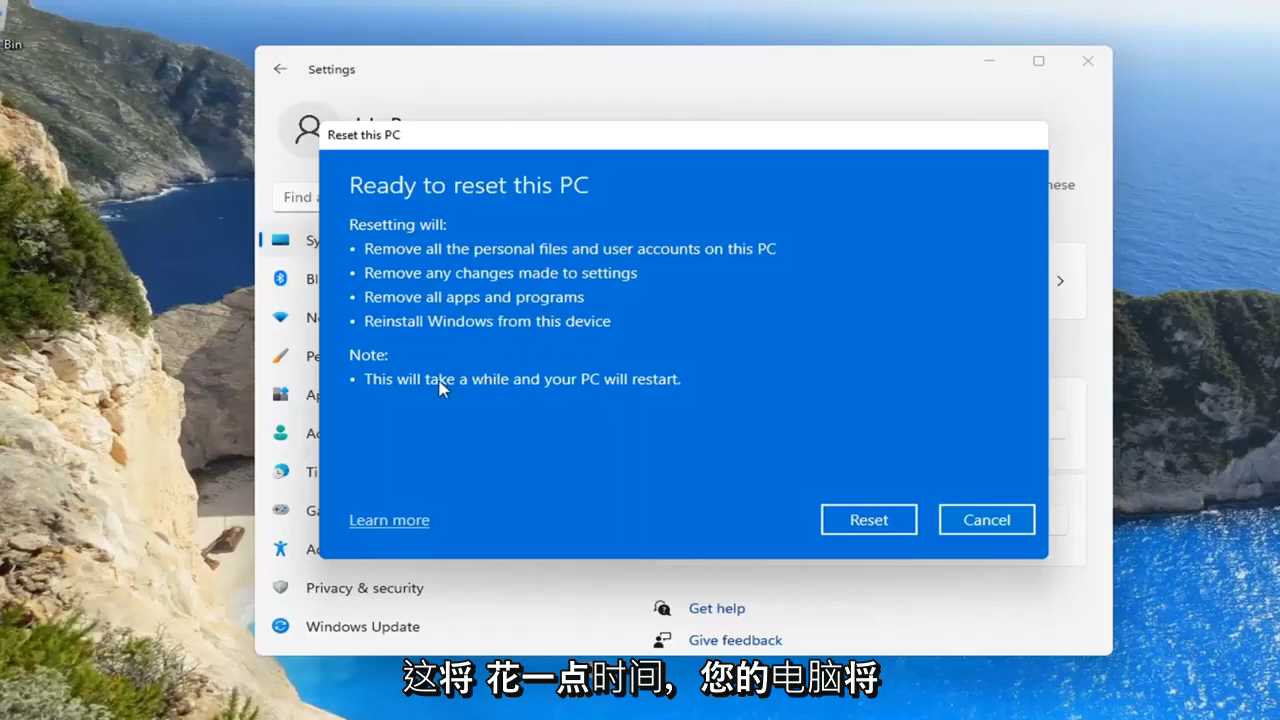 Bin
Settings
Reset this PC
Ready to reset this PC
Resetting will:
• Remove all the personal files and user accounts on this PC
• Remove any changes made to settings
• Remove all apps and programs
• Reinstall Windows from this device
Note:
• This will take a while and your PC will restart.
Learn more
Reset
Cancel
Find
Privacy & security
Windows Update
Get help
Give feedback
这将 花一点时间，您的电脑将